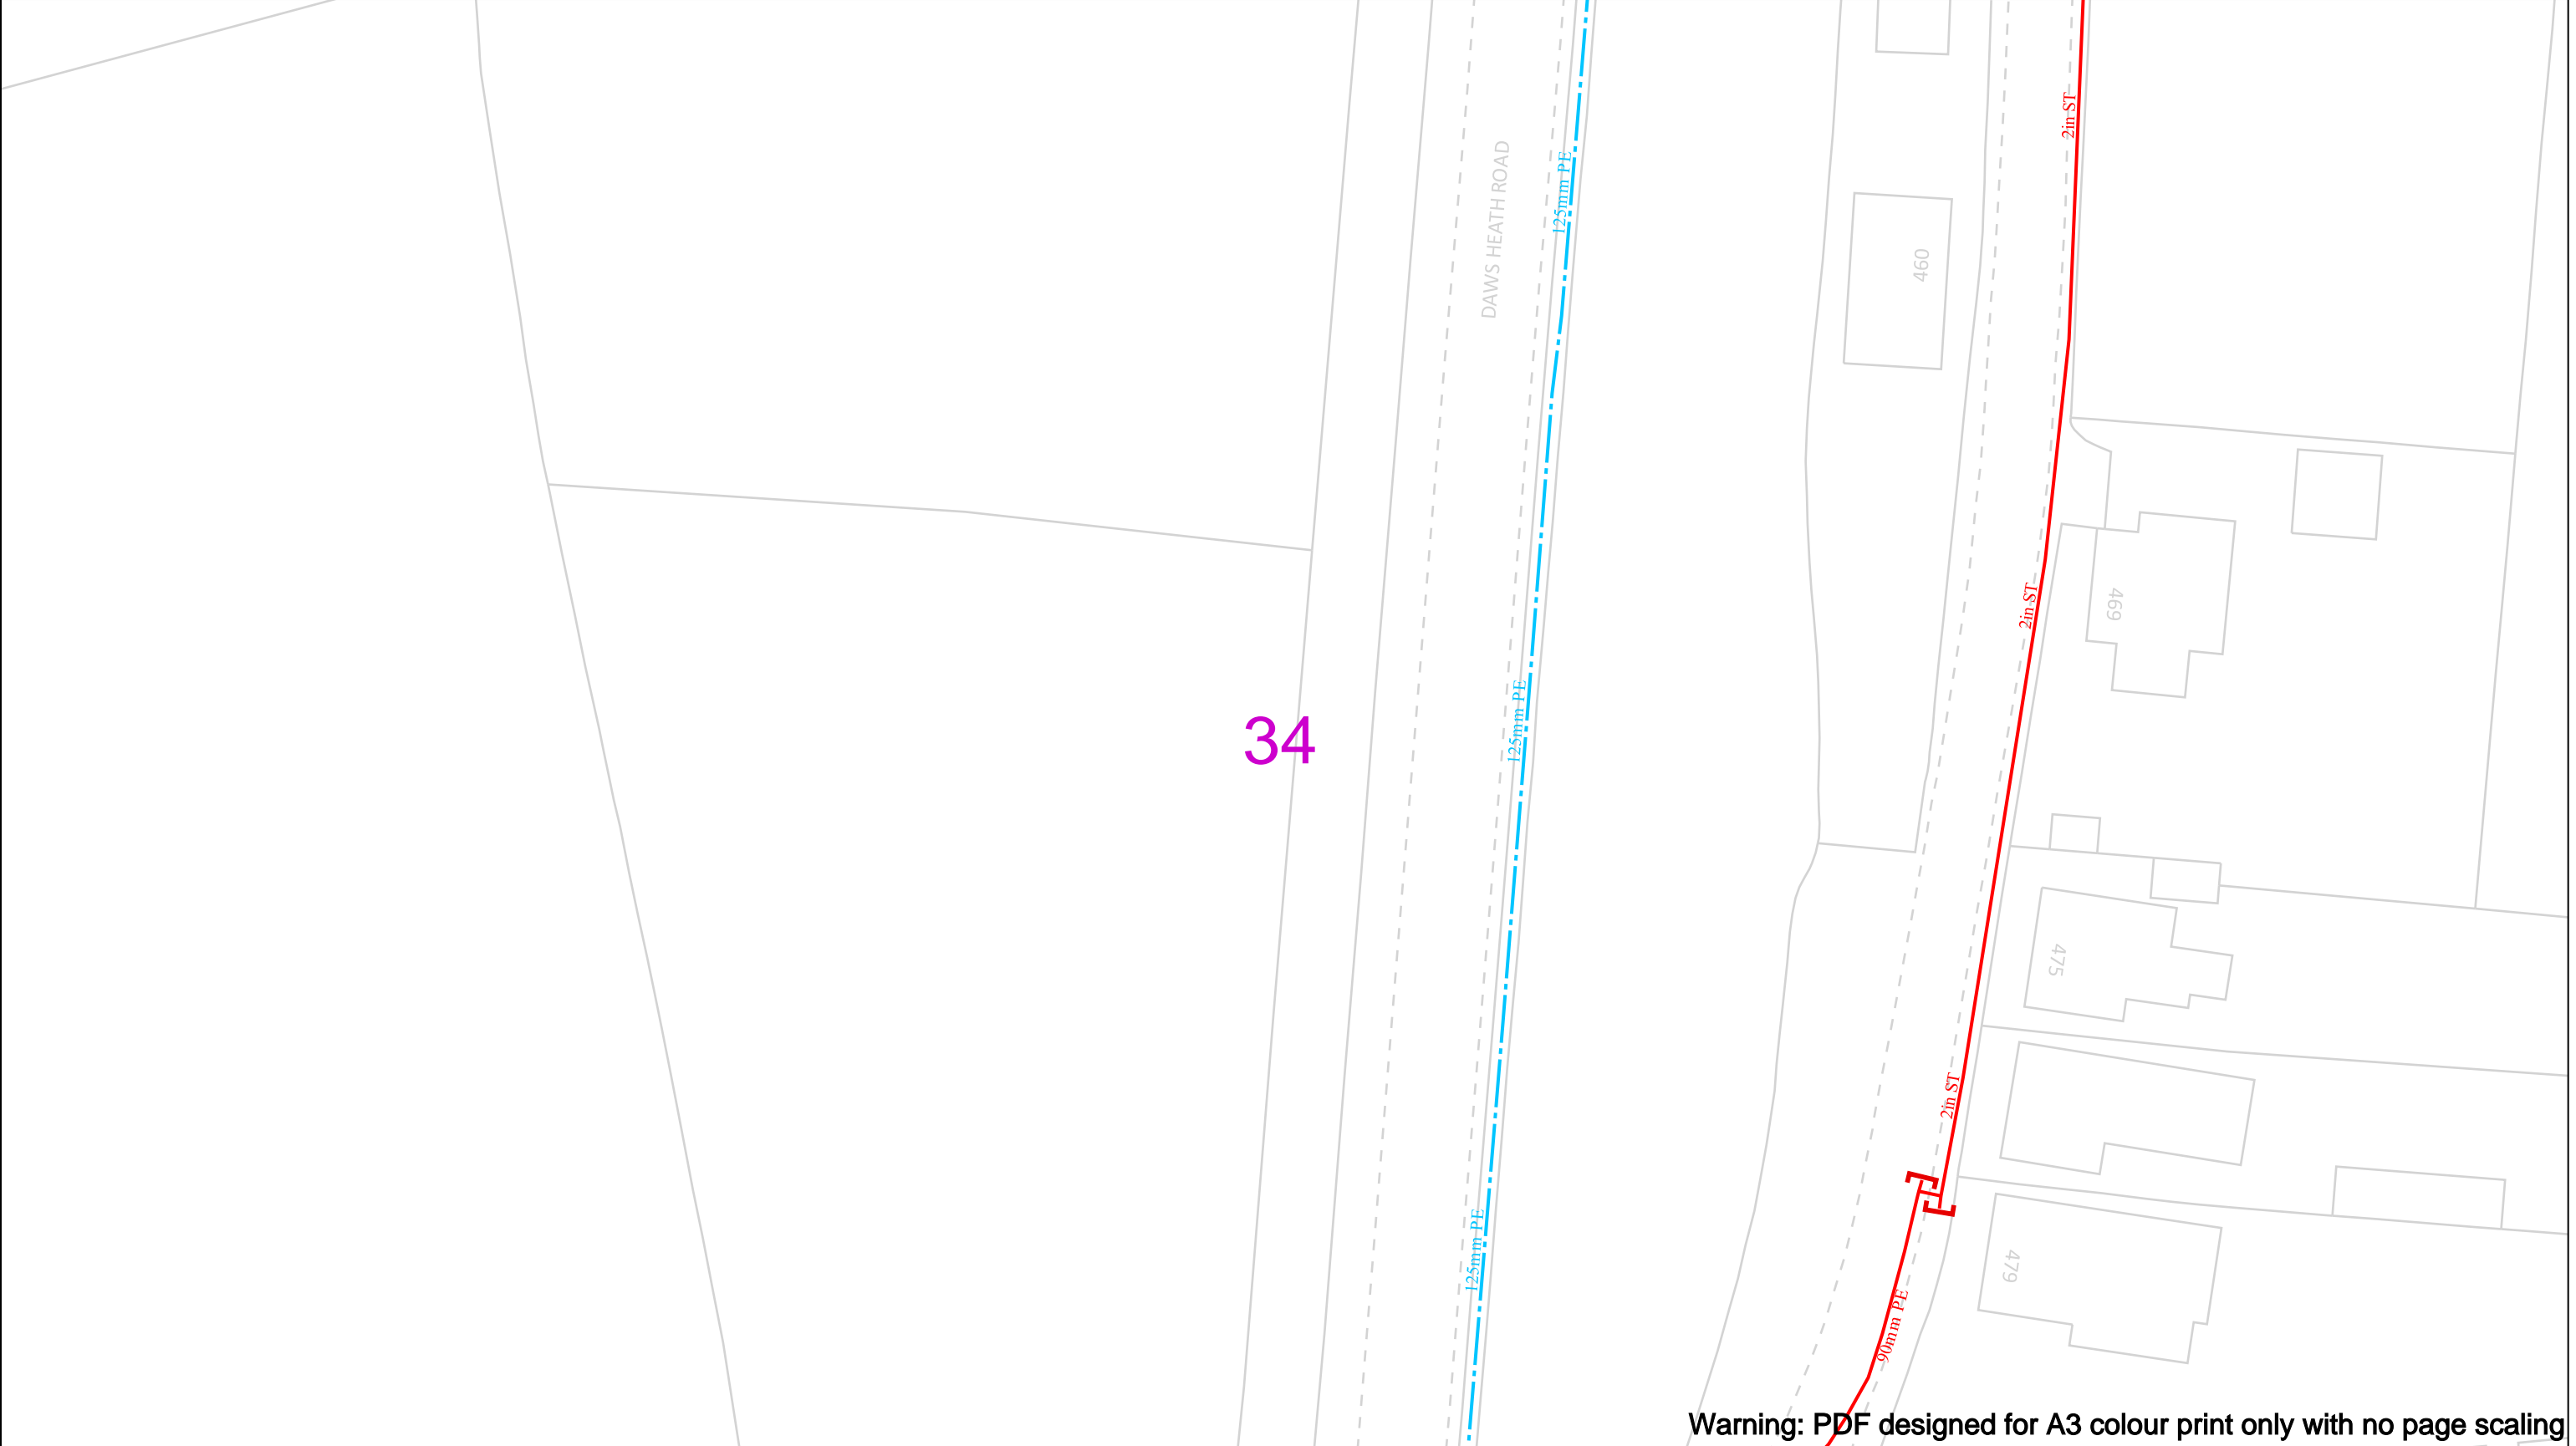 2in ST
125mm PE
DAWS HEATH ROAD
460
2in ST
469
125mm PE
34
475
2in ST
125mm PE
479
90mm PE
Warning: PDF designed for A3 colour print only with no page scaling